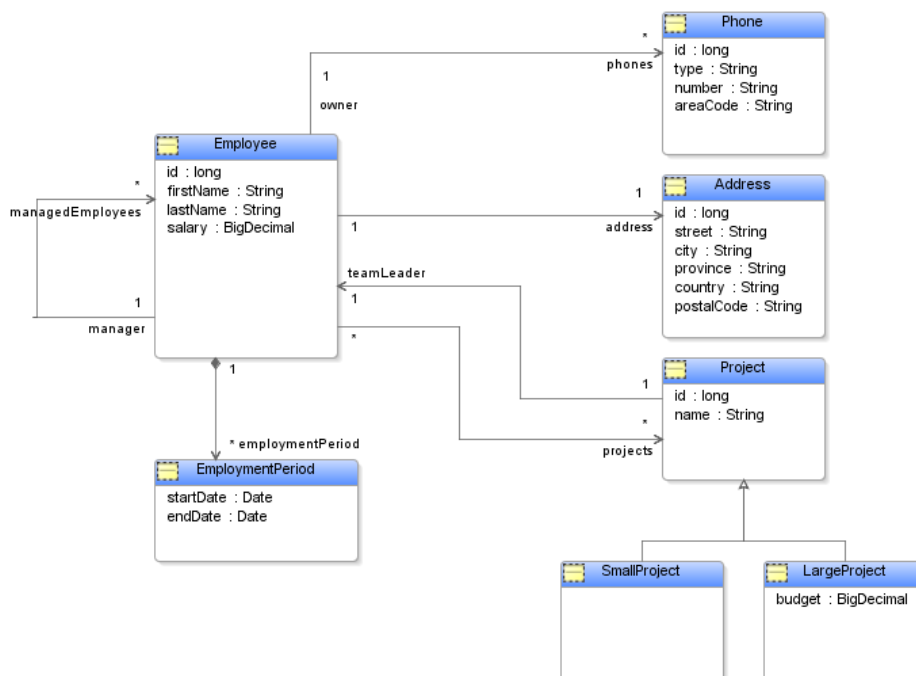 Phone
id : long
type : String
number : String
areaCode : String
*
phones
1
owner
Employee
id : long
firstName : String
lastName : String
salary : BigDecimal
*
managedEmployees
1
manager
Address
id : long
street : String
city : String
province : String
country : String
postalCode : String
1
address
1
teamLeader
1
*
1
Project
id : long
name : String
1
*
projects
* employmentPeriod
EmploymentPeriod
startDate : Date
endDate : Date
SmallProject
LargeProject
budget : BigDecimal